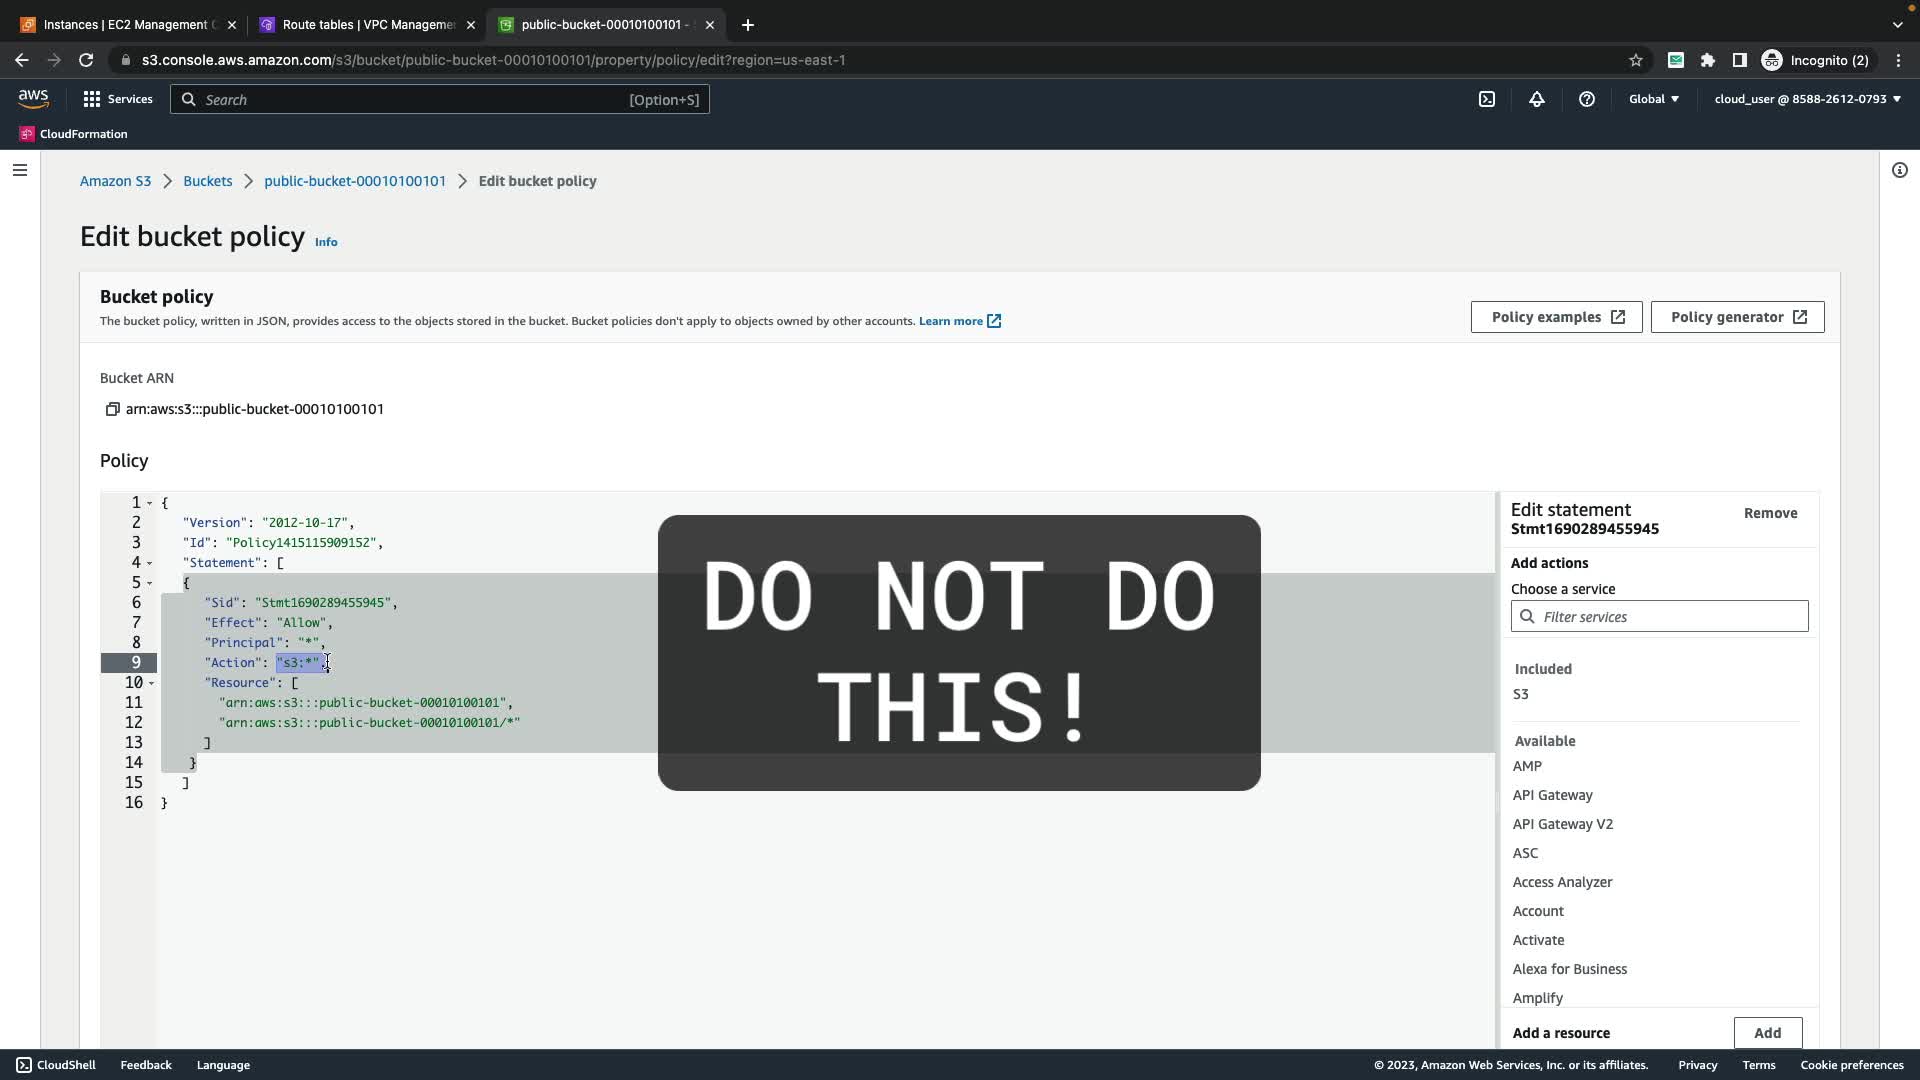 Instances | EC2 Management C
Route tables | VPC Manageme
public-bucket-00010100101 -
s3.console.aws.amazon.com/s3/bucket/public-bucket-00010100101/property/policy/edit?region=us-east-1
Incognito (2)
aws
Services
Search
[Option+S]
Global
cloud_user @ 8588-2612-0793
CloudFormation
Amazon S3 > Buckets > public-bucket-00010100101 > Edit bucket policy
Edit bucket policy Info
Bucket policy
The bucket policy, written in JSON, provides access to the objects stored in the bucket. Bucket policies don't apply to objects owned by other accounts. Learn more
Policy examples
Policy generator
Bucket ARN
arn:aws:s3:::public-bucket-00010100101
Policy
1 {
2 "Version": "2012-10-17",
3 "Id": "Policy1415115909152",
4 "Statement": [
5 {
6 "Sid": "Stmt1690289455945",
7 "Effect": "Allow",
8 "Principal": "*",
9 "Action": "s3:*",
10 "Resource": [
11 "arn:aws:s3:::public-bucket-00010100101",
12 "arn:aws:s3:::public-bucket-00010100101/*"
13 ]
14 }
15 ]
16 }
DO NOT DO
THIS!
Edit statement
Stmt1690289455945
Remove
Add actions
Choose a service
Filter services
Included
S3
Available
AMP
API Gateway
API Gateway V2
ASC
Access Analyzer
Account
Activate
Alexa for Business
Amplify
Add a resource
Add
CloudShell
Feedback
Language
© 2023, Amazon Web Services, Inc. or its affiliates.
Privacy
Terms
Cookie preferences